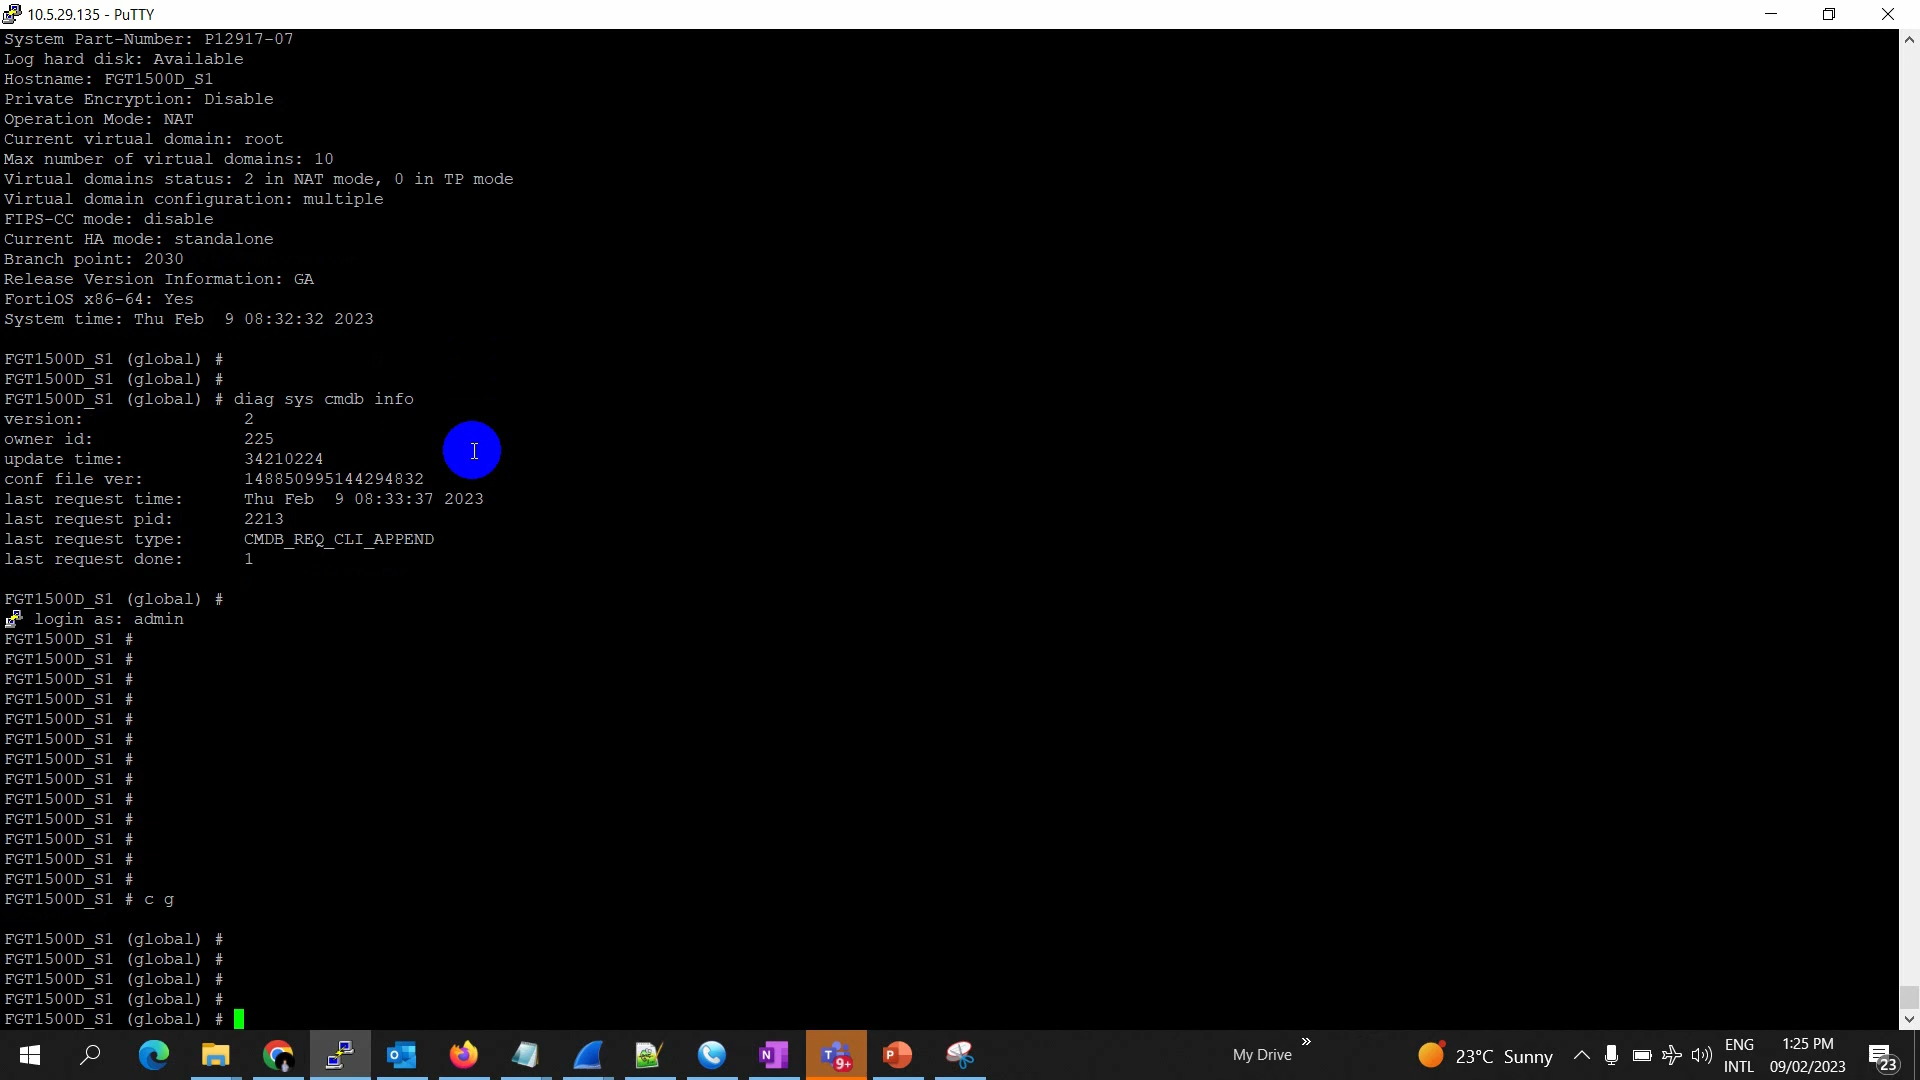 10.5.29.135 - PuTTY
System Part-Number: P12917-07
Log hard disk: Available
Hostname: FGT1500D_S1
Private Encryption: Disable
Operation Mode: NAT
Current virtual domain: root
Max number of virtual domains: 10
Virtual domains status: 2 in NAT mode, 0 in TP mode
Virtual domain configuration: multiple
FIPS-CC mode: disable
Current HA mode: standalone
Branch point: 2030
Release Version Information: GA
FortiOS x86-64: Yes
System time: Thu Feb  9 08:32:32 2023
FGT1500D_S1 (global) #
FGT1500D_S1 (global) #
FGT1500D_S1 (global) # diag sys cmdb info
version: 2
owner id: 225
update time: 34210224
conf file ver: 148850995144294832
last request time: Thu Feb  9 08:33:37 2023
last request pid: 2213
last request type: CMDB_REQ_CLI_APPEND
last request done: 1
FGT1500D_S1 (global) #
login as: admin
FGT1500D_S1 #
FGT1500D_S1 #
FGT1500D_S1 #
FGT1500D_S1 #
FGT1500D_S1 #
FGT1500D_S1 #
FGT1500D_S1 #
FGT1500D_S1 #
FGT1500D_S1 #
FGT1500D_S1 #
FGT1500D_S1 #
FGT1500D_S1 #
FGT1500D_S1 #
FGT1500D_S1 # c g
FGT1500D_S1 (global) #
FGT1500D_S1 (global) #
FGT1500D_S1 (global) #
FGT1500D_S1 (global) #
FGT1500D_S1 (global) #
My Drive
23°C Sunny
ENG
INTL
1:25 PM
09/02/2023
23
9+